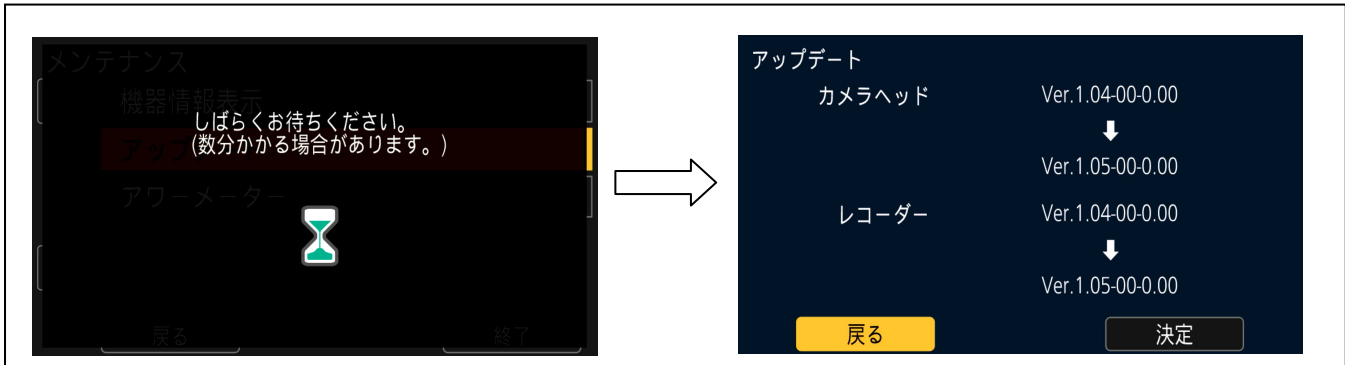 メンテナンス
機器情報表示
しばらくお待ちください。
(数分かかる場合があります。)
アワーメーター
戻る
終了
アップデート
カメラヘッド
Ver.1.04-00-0.00
Ver.1.05-00-0.00
レコーダー
Ver.1.04-00-0.00
Ver.1.05-00-0.00
戻る
決定